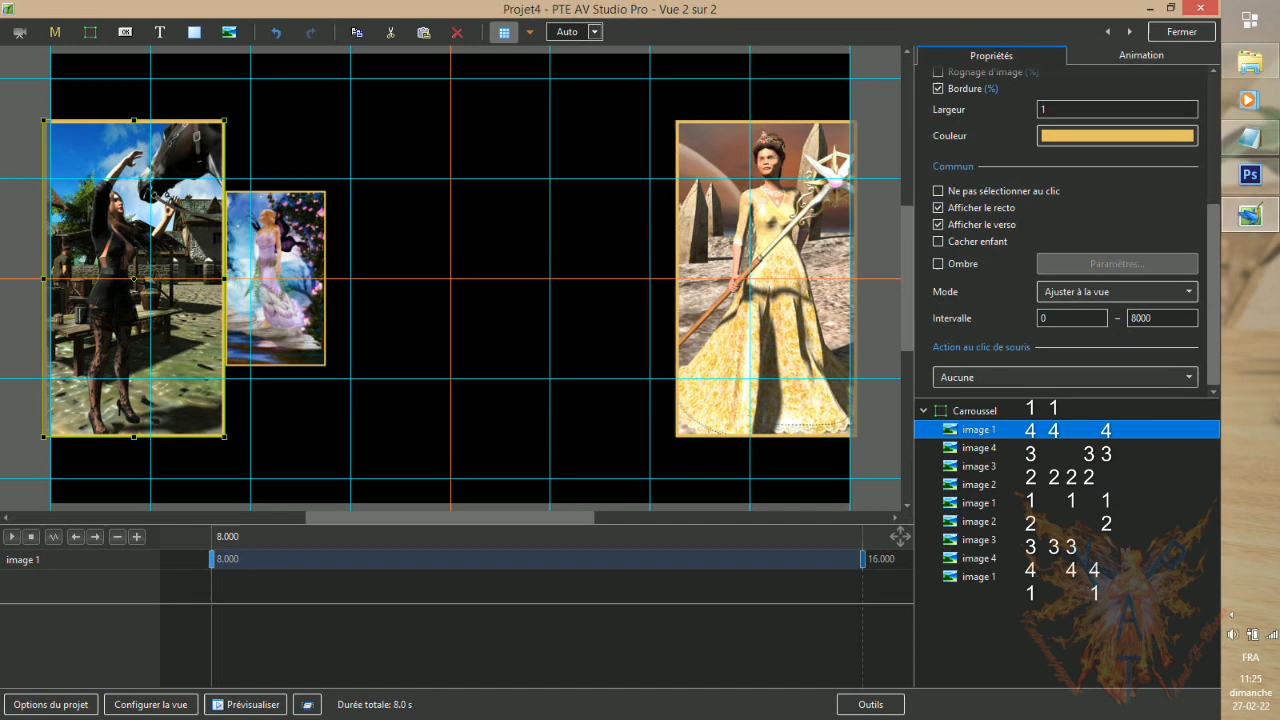 Projet4 - PTE AV Studio Pro - Vue 2 sur 2
M OK T Auto Fermer
Propriétés Animation
Rognage d'image (%)
Bordure (%)
Largeur 1
Couleur
Commun
Ne pas sélectionner au clic
Afficher le recto
Afficher le verso
Cacher enfant
Ombre Paramètres...
Mode Ajuster à la vue
Intervalle 0 – 8000
Action au clic de souris
Aucune
Carroussel 1 1
image 1 4 4 4
image 4 3 3 3
image 3 2 2 2 2
image 2 1 1 1
image 1 2 2
image 2 3 3 3
image 3 4 4 4
image 4 1 1
image 1
8.000
image 1 8.000 16.000
Options du projet Configurer la vue Prévisualiser Durée totale: 8.0 s Outils
Ps
FRA
11:25
dimanche
27-02-22
A
T